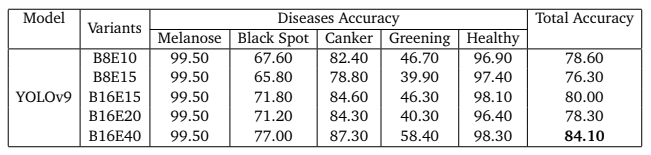 Model Variants Diseases Accuracy Total Accuracy
Melanose Black Spot Canker Greening Healthy
YOLOv9 B8E10 99.50 67.60 82.40 46.70 96.90 78.60
B8E15 99.50 65.80 78.80 39.90 97.40 76.30
B16E15 99.50 71.80 84.60 46.30 98.10 80.00
B16E20 99.50 71.20 84.30 40.30 96.40 78.30
B16E40 99.50 77.00 87.30 58.40 98.30 84.10